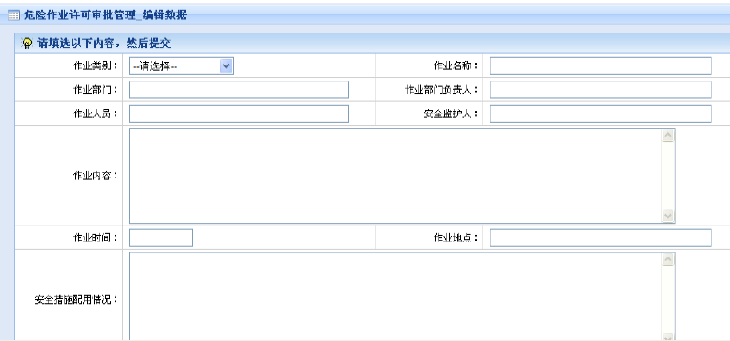 危险作业许可审批管理_编辑数据
请填选以下内容，然后提交
作业类别： --请选择-- 作业名称：
作业部门： 作业部门负责人：
作业人员： 安全监护人：
作业内容：
作业时间： 作业地点：
安全措施配用情况：